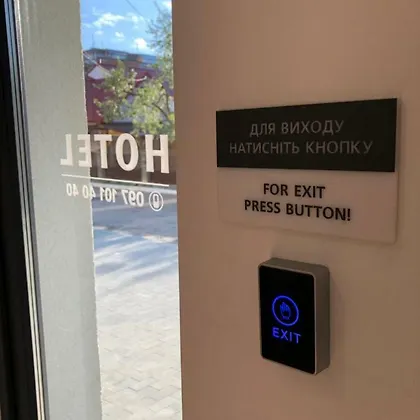 HOTEL
097 101 40 40
ДЛЯ ВИХОДУ
НАТИСНІТЬ КНОПКУ
FOR EXIT
PRESS BUTTON!
EXIT